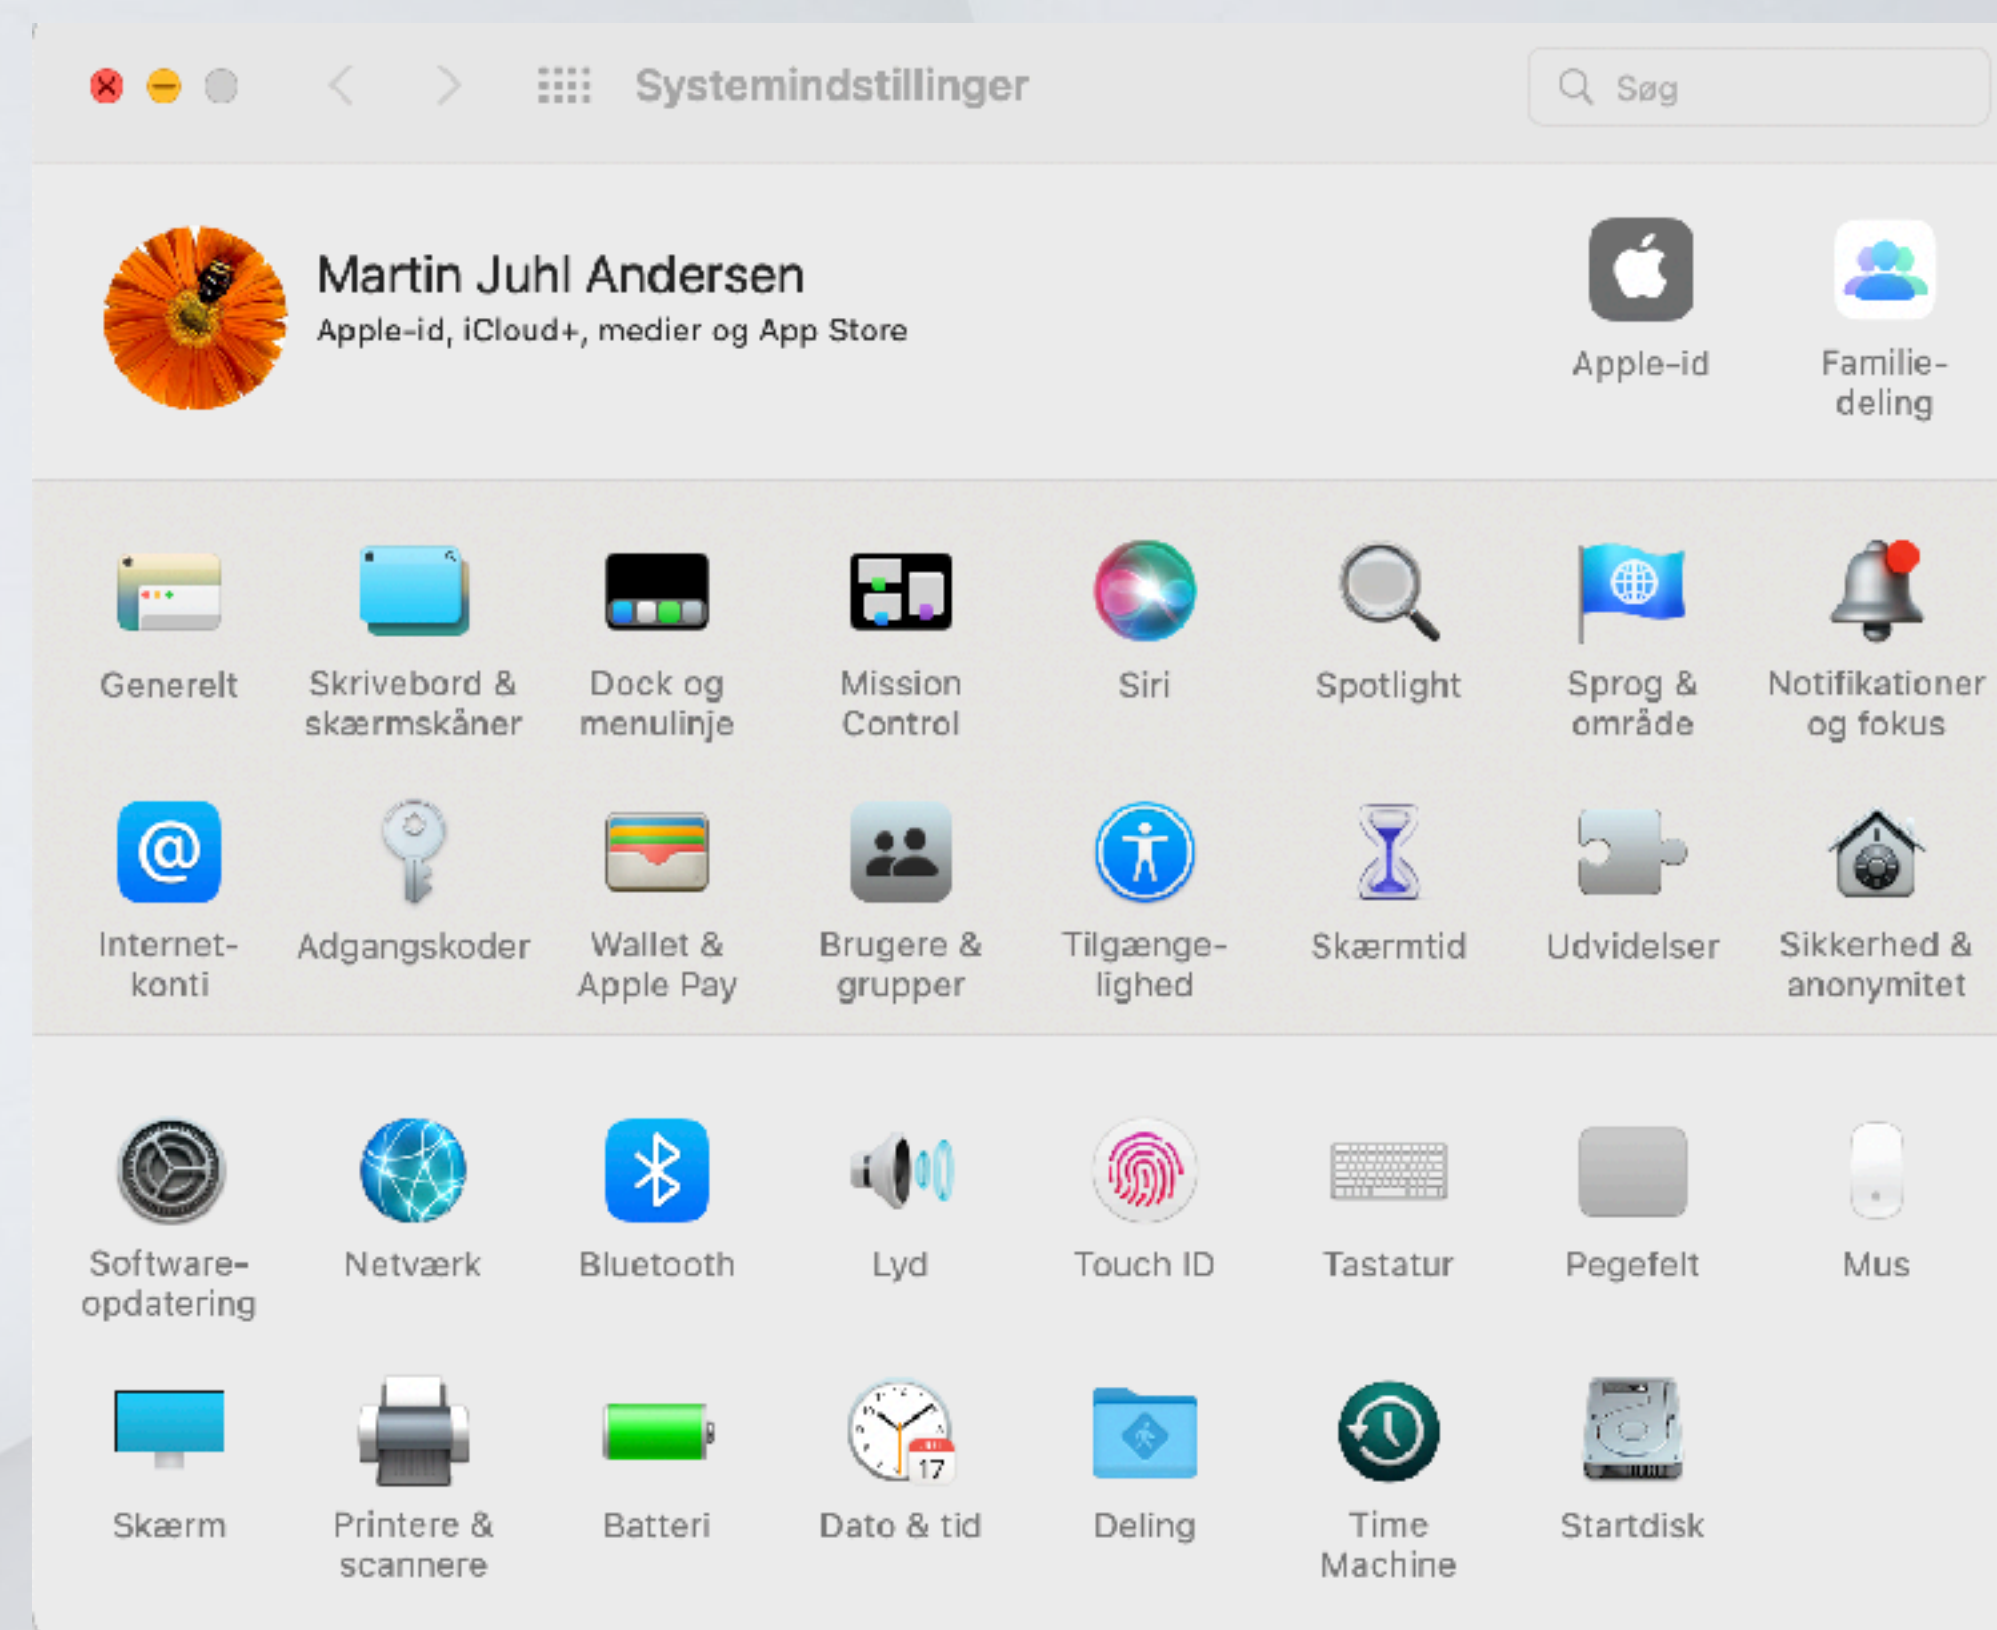 Systemindstillinger
Søg
Martin Juhl Andersen
Apple-id, iCloud+, medier og App Store
Apple-id
Familie-
deling
Generelt
Skrivebord &
skærmskåner
Dock og
menulinje
Mission
Control
Siri
Spotlight
Sprog &
område
Notifikationer
og fokus
Internet-
konti
Adgangskoder
Wallet &
Apple Pay
Brugere &
grupper
Tilgænge-
lighed
Skærmtid
Udvidelser
Sikkerhed &
anonymitet
Software-
opdatering
Netværk
Bluetooth
Lyd
Touch ID
Tastatur
Pegefelt
Mus
Skærm
Printere &
scannere
Batteri
17
Dato & tid
Deling
Time
Machine
Startdisk